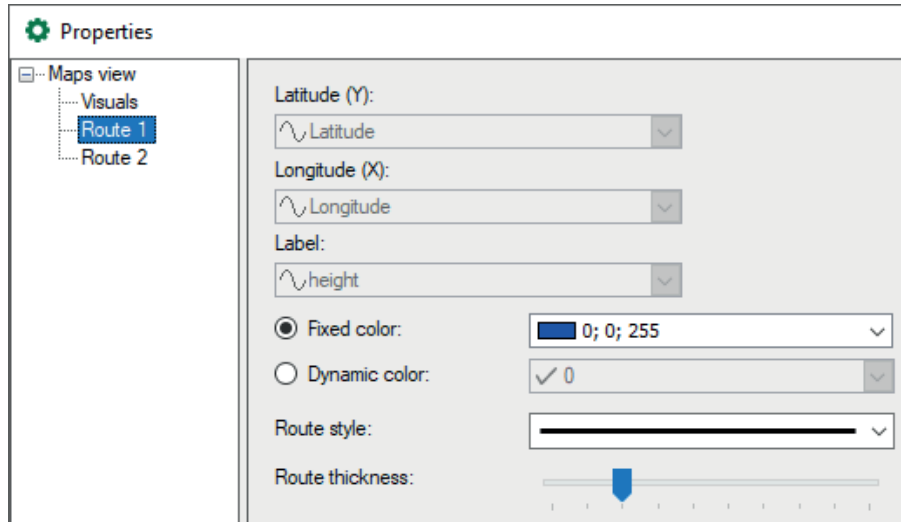 Properties
Maps view
Visuals
Route 1
Route 2
Latitude (Y):
Latitude
Longitude (X):
Longitude
Label:
height
Fixed color:
0; 0; 255
Dynamic color:
0
Route style:
Route thickness: